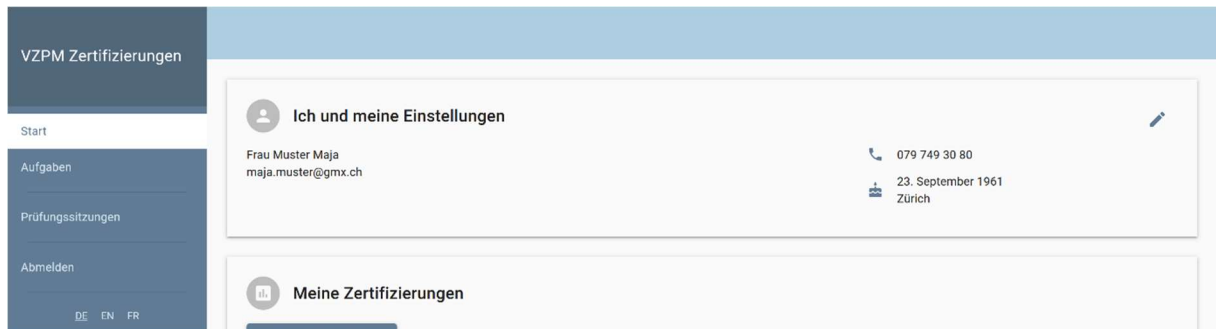 VZPM Zertifizierungen
Start
Aufgaben
Prüfungssitzungen
Abmelden
DE EN FR
Ich und meine Einstellungen
Frau Muster Maja
maja.muster@gmx.ch
079 749 30 80
23. September 1961
Zürich
Meine Zertifizierungen